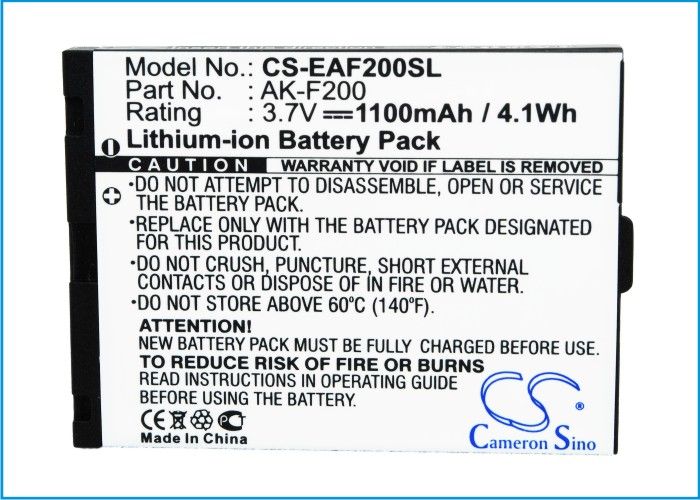 Model No.: CS-EAF200SL
Part No. : AK-F200
Rating : 3.7V 1100mAh / 4.1Wh
Lithium-ion Battery Pack
CAUTION WARRANTY VOID IF LABEL IS REMOVED
•DO NOT ATTEMPT TO DISASSEMBLE, OPEN OR SERVICE
THE BATTERY PACK
•REPLACE ONLY WITH THE BATTERY PACK DESIGNATED
FOR THIS PRODUCT
•DO NOT CRUSH, PUNCTURE, SHORT EXTERNAL
CONTACTS OR DISPOSE OF IN FIRE OR WATER
•DO NOT STORE ABOVE 60°C (140°F)
ATTENTION!
NEW BATTERY PACK MUST BE FULLY CHARGED BEFORE USE
TO REDUCE RISK OF FIRE OR BURNS
FOLLOW INSTRUCTIONS IN OPERATING GUIDE
BEFORE USING THE BATTERY.
CE
Made In China
CS
®
Cameron Sino